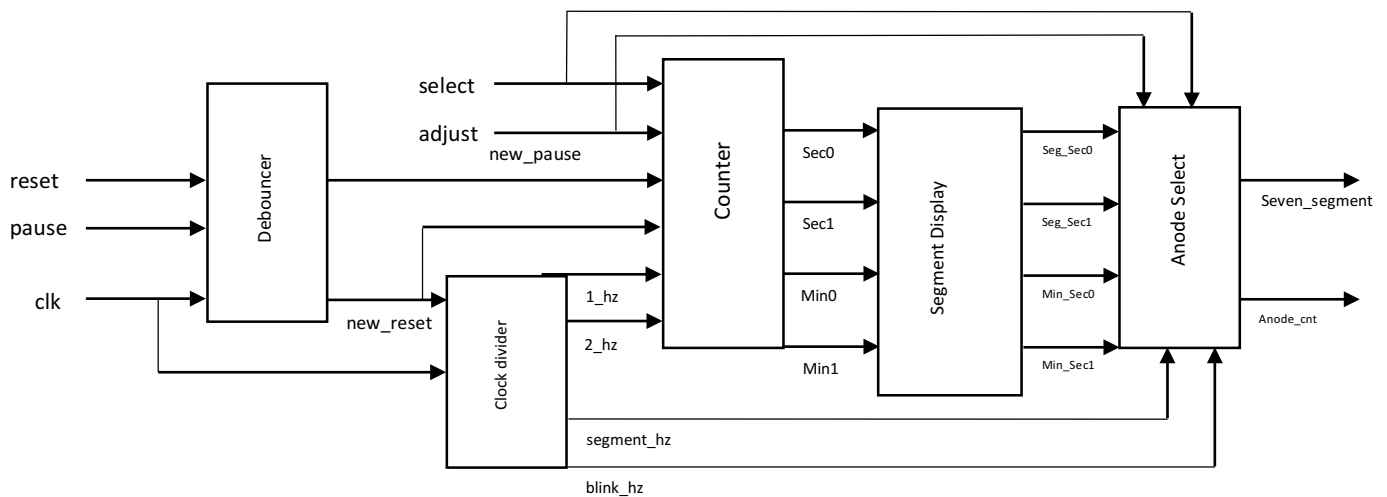 select
adjust
new_pause
reset
pause
clk
Debouncer
new_reset
Clock divider
1_hz
2_hz
segment_hz
blink_hz
Counter
Sec0
Sec1
Min0
Min1
Segment Display
Seg_Sec0
Seg_Sec1
Min_Sec0
Min_Sec1
Anode Select
Seven_segment
Anode_cnt